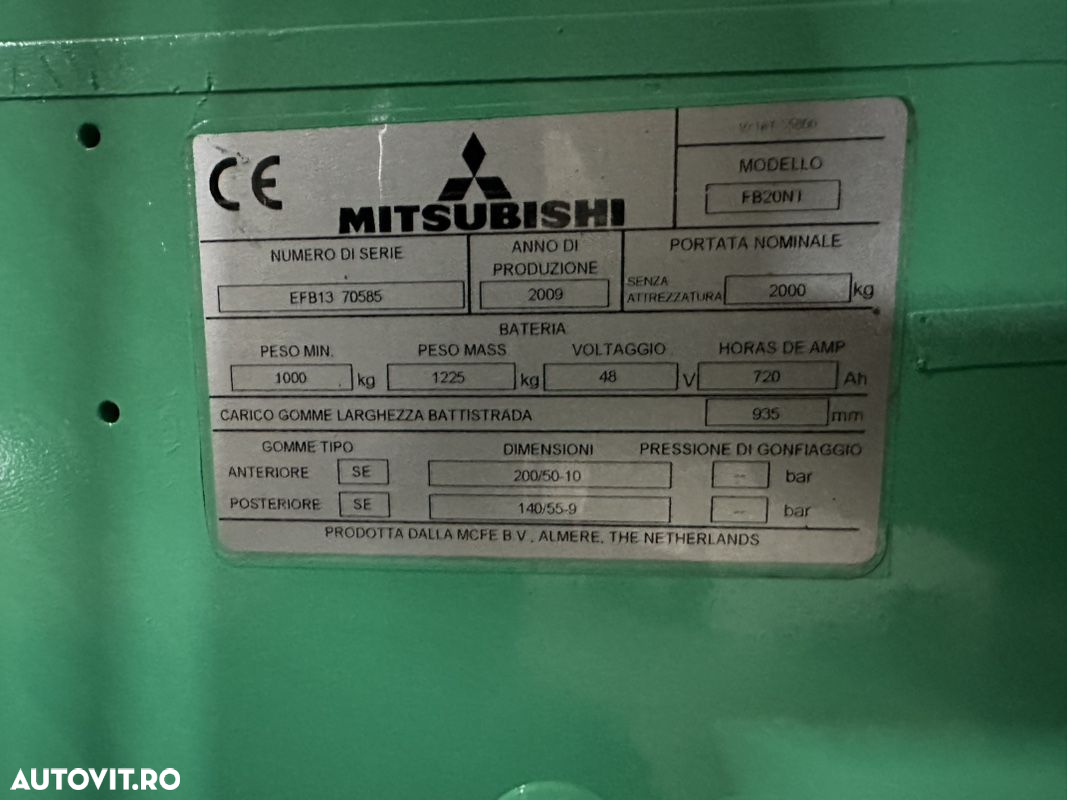 CE
MITSUBISHI
MODELLO
FB20NT
NUMERO DI SERIE
EFB13 70585
ANNO DI
PRODUZIONE
2009
PORTATA NOMINALE
SENZA
ATTREZZATURA 2000 kg
BATERIA
PESO MIN. PESO MASS VOLTAGGIO HORAS DE AMP
1000 kg 1225 kg 48 V 720 Ah
CARICO GOMME LARGHEZZA BATTISTRADA 935 mm
GOMME TIPO DIMENSIONI PRESSIONE DI GONFIAGGIO
ANTERIORE SE 200/50-10 -- bar
POSTERIORE SE 140/55-9 -- bar
PRODOTTA DALLA MCFE B.V., ALMERE, THE NETHERLANDS
AUTOVIT.RO